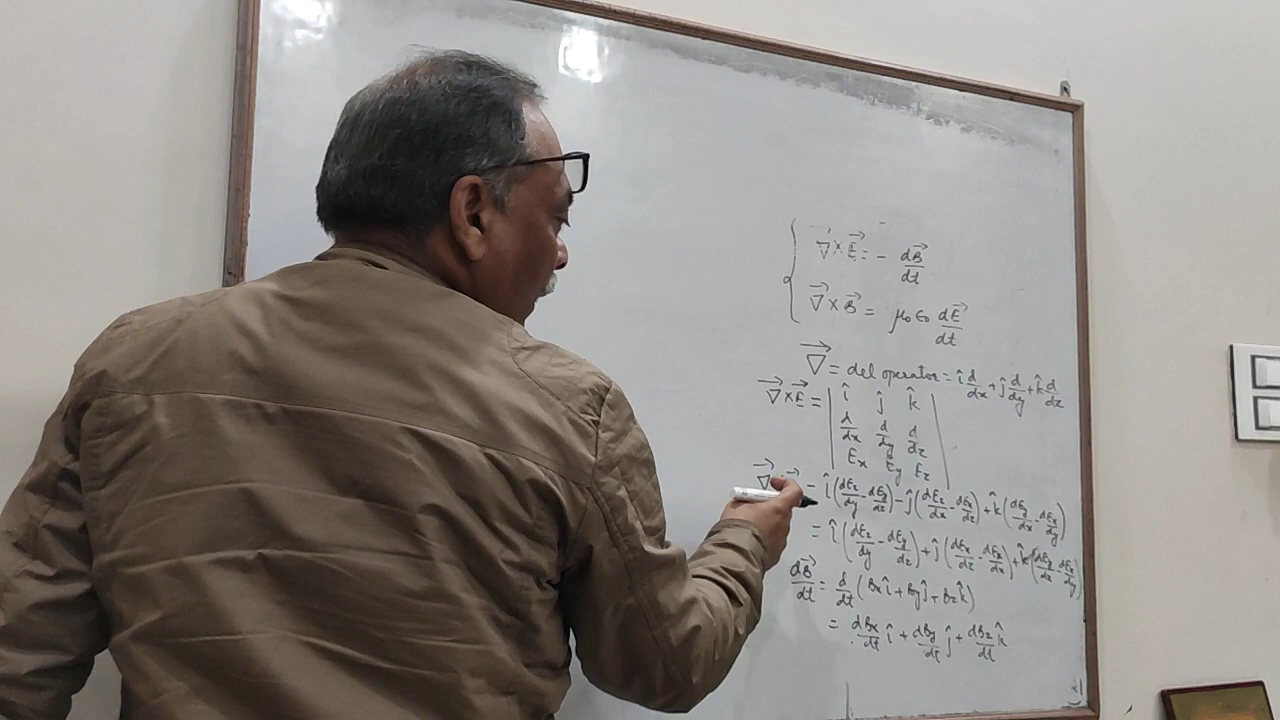 ∇⃗ × E⃗ = − dB⃗/dt
∇⃗ × B⃗ = μ₀ ε₀ dE⃗/dt
∇⃗ = del operator = î d/dx + ĵ d/dy + k̂ d/dz
∇⃗ × E⃗ = | î ĵ k̂ |
d/dx d/dy d/dz
Ex Ey Ez
∇⃗ = î (dEz/dy − dEy/dz) − ĵ (dEz/dx − dEx/dz) + k̂ (dEy/dx − dEx/dy)
= î (dEz/dy − dEy/dz) + ĵ (dEx/dz − dEz/dx) + k̂ (dEy/dx − dEx/dy)
dB⃗/dt = d/dt (Bx î + By ĵ + Bz k̂)
= dBx/dt î + dBy/dt ĵ + dBz/dt k̂